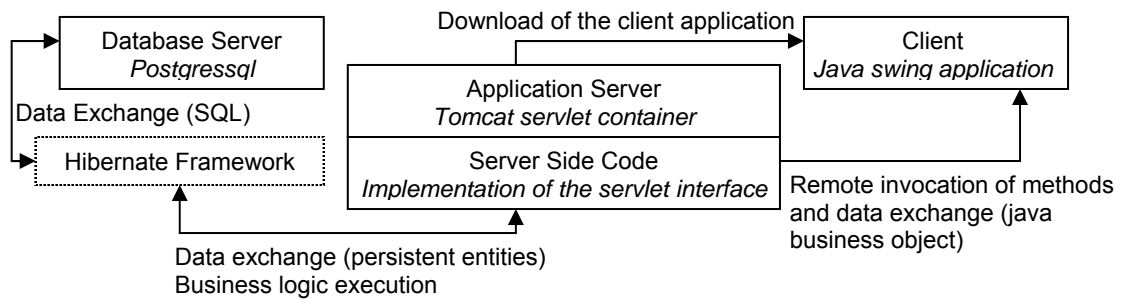 Download of the client application
Database Server
Postgressql
Client
Java swing application
Application Server
Tomcat servlet container
Data Exchange (SQL)
Hibernate Framework
Server Side Code
Implementation of the servlet interface
Remote invocation of methods
and data exchange (java
business object)
Data exchange (persistent entities)
Business logic execution